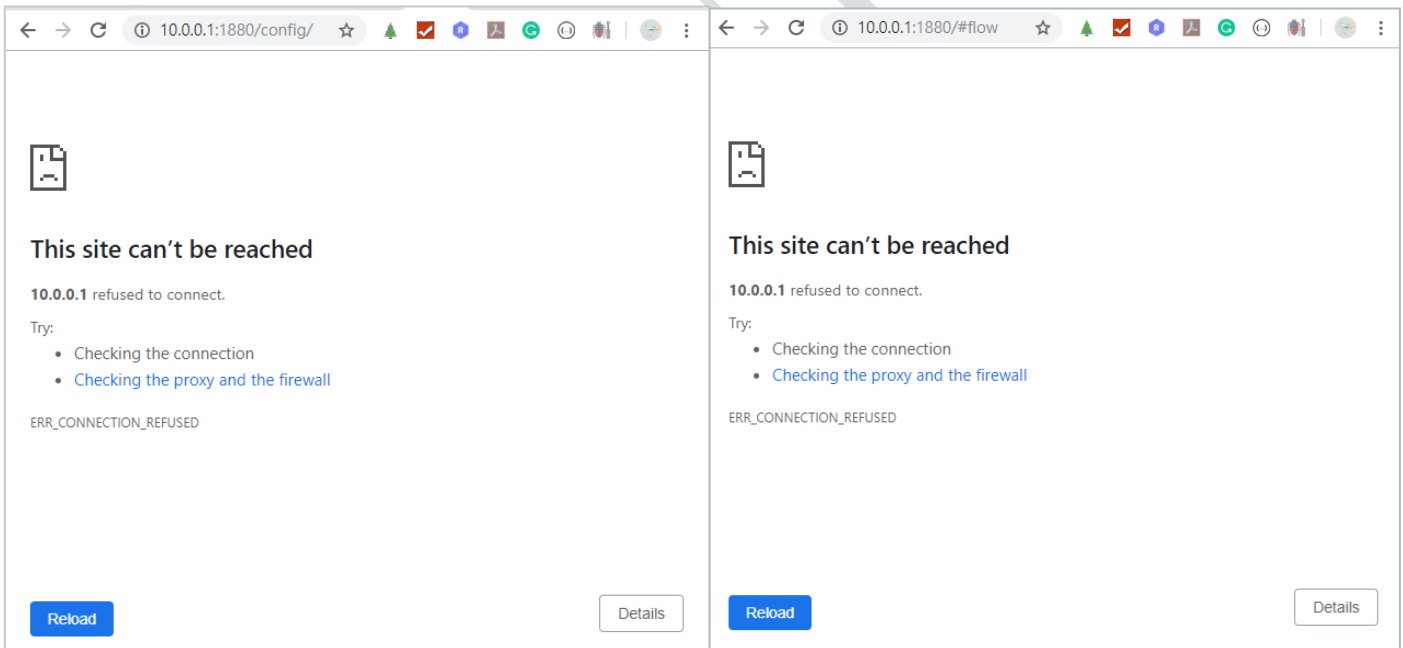 10.0.0.1:1880/config/
This site can’t be reached
10.0.0.1 refused to connect.
Try:
• Checking the connection
• Checking the proxy and the firewall
ERR_CONNECTION_REFUSED
Reload
Details
10.0.0.1:1880/#flow
This site can’t be reached
10.0.0.1 refused to connect.
Try:
• Checking the connection
• Checking the proxy and the firewall
ERR_CONNECTION_REFUSED
Reload
Details